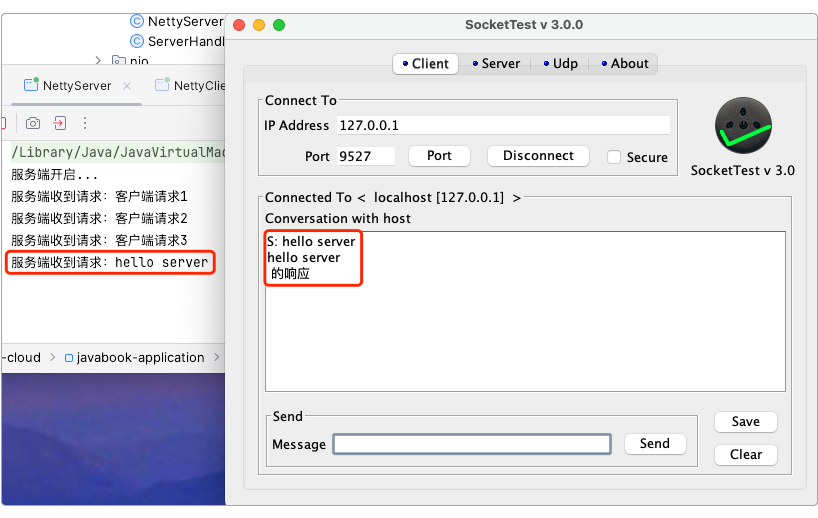 NettyServer
ServerHandl
nio
NettyServer
NettyClie
/Library/Java/JavaVirtualMac
服务端开启...
服务端收到请求: 客户端请求1
服务端收到请求: 客户端请求2
服务端收到请求: 客户端请求3
服务端收到请求: hello server
-cloud
javabook-application
SocketTest v 3.0.0
Client
Server
Udp
About
Connect To
IP Address 127.0.0.1
Port 9527 Port Disconnect Secure
SocketTest v 3.0
Connected To < localhost [127.0.0.1] >
Conversation with host
S: hello server
hello server
的响应
Send
Message Send
Save
Clear